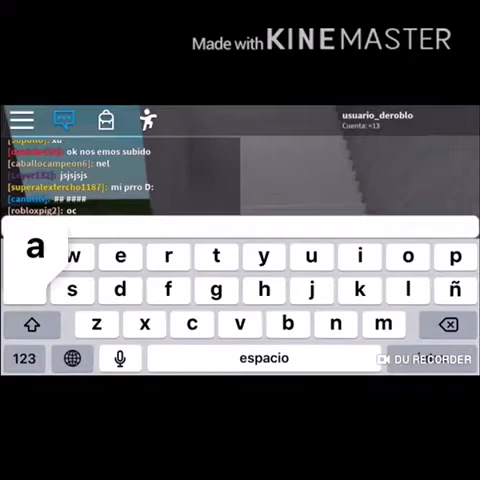 Made with KINEMASTER
usuario_deroblo
Cuenta: <13
ok nos emos subido
[caballocampeon6]: nel
jsjsjsjs
[superalexfercho1187]: mi prro D:
## ####
[robloxpig2]: oc
a
w e r t y u i o p
s d f g h j k l ñ
z x c v b n m
123 espacio
DU RECORDER